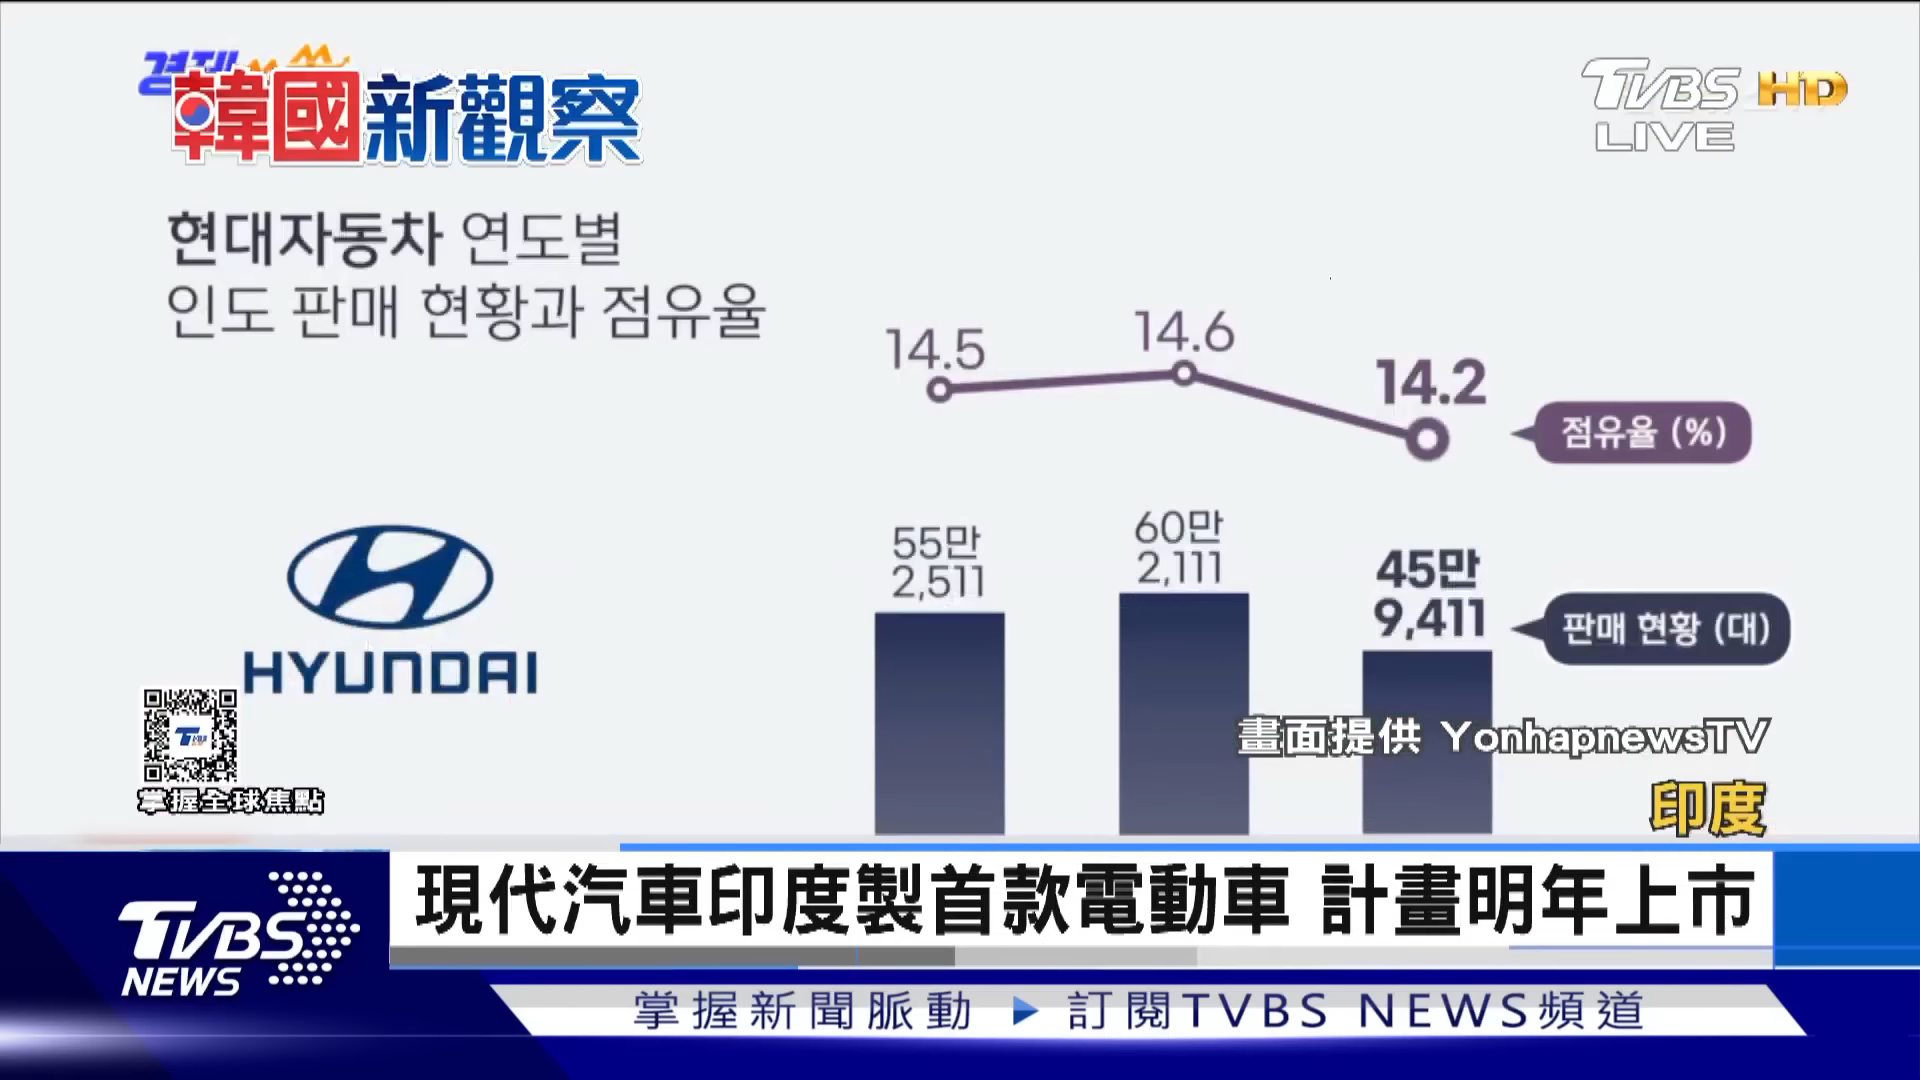 경제
韓國新觀察
TVBS HD
LIVE
현대자동차 연도별
인도 판매 현황과 점유율
14.5
14.6
14.2
점유율 (%)
55만
2,511
60만
2,111
45만
9,411
판매 현황 (대)
HYUNDAI
TVBS
掌握全球焦點
畫面提供 YonhapnewsTV
印度
現代汽車印度製首款電動車 計畫明年上市
TVBS
NEWS
掌握新聞脈動 ▶ 訂閱TVBS NEWS頻道